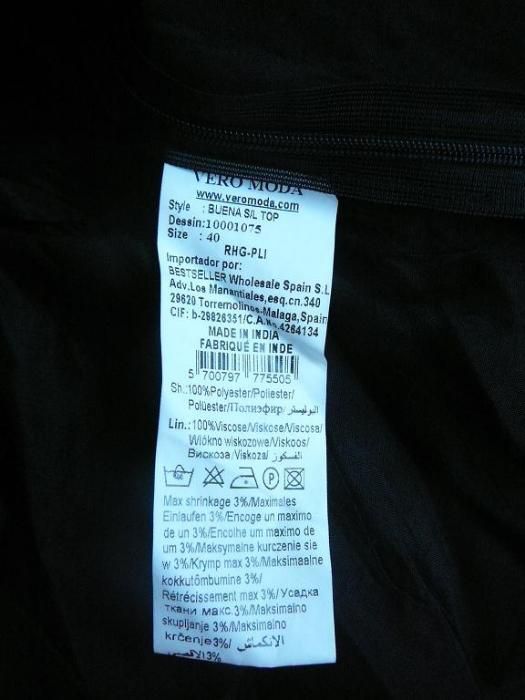 VERO MODA
www.veromoda.com
Style : BUENA S/L TOP
Dessin:10001075
Size : 40
RHG-PLI
Importador por:
BESTSELLER Wholesale Spain S.L
Adv.Los Manantiales,esq.cn.340
29620 Torremolinos-Malaga,Spain
CIF: b-29826351/C.A.No.4264134
MADE IN INDIA
FABRIQUÉ EN INDE
5 700797 775505
Sh.:100%Polyester/Poliester/
Polüester/Полиэфир/البوليستر
Lin.:100%Viscose/Viskose/Viscosa/
Wlókno wiskozowe/Viskoos/
Вискоза/Viskoza/ الفسكوز
P
Max shrinkage 3%/Maximales
Einlaufen 3%/Encoge un maximo
de un 3%/Encolhe um maximo de
um 3%/Maksymalne kurczenie sie
w 3%/Krymp max 3%/Maksimaalne
kokkutõmbumine 3%/
Rétrécissement max 3%/Усадка
ткани макс.3%/Maksimalno
skupljanje 3%/Maksimalno
krčenje3%/ الانكماش
الأقصى 3%